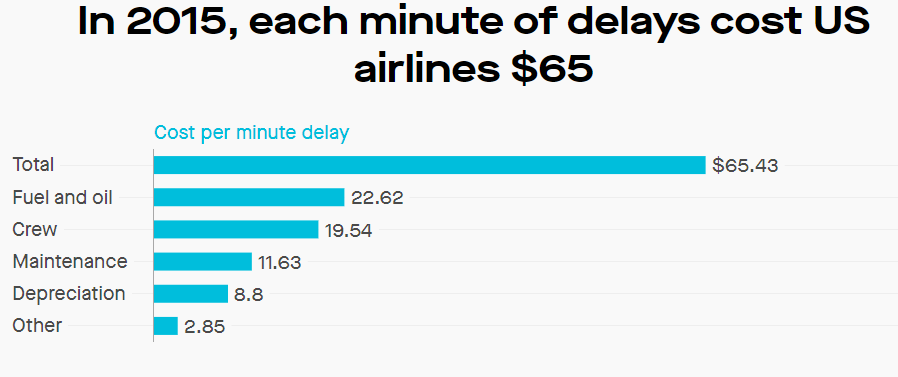 In 2015, each minute of delays cost US
airlines $65
Cost per minute delay
Total $65.43
Fuel and oil 22.62
Crew 19.54
Maintenance 11.63
Depreciation 8.8
Other 2.85